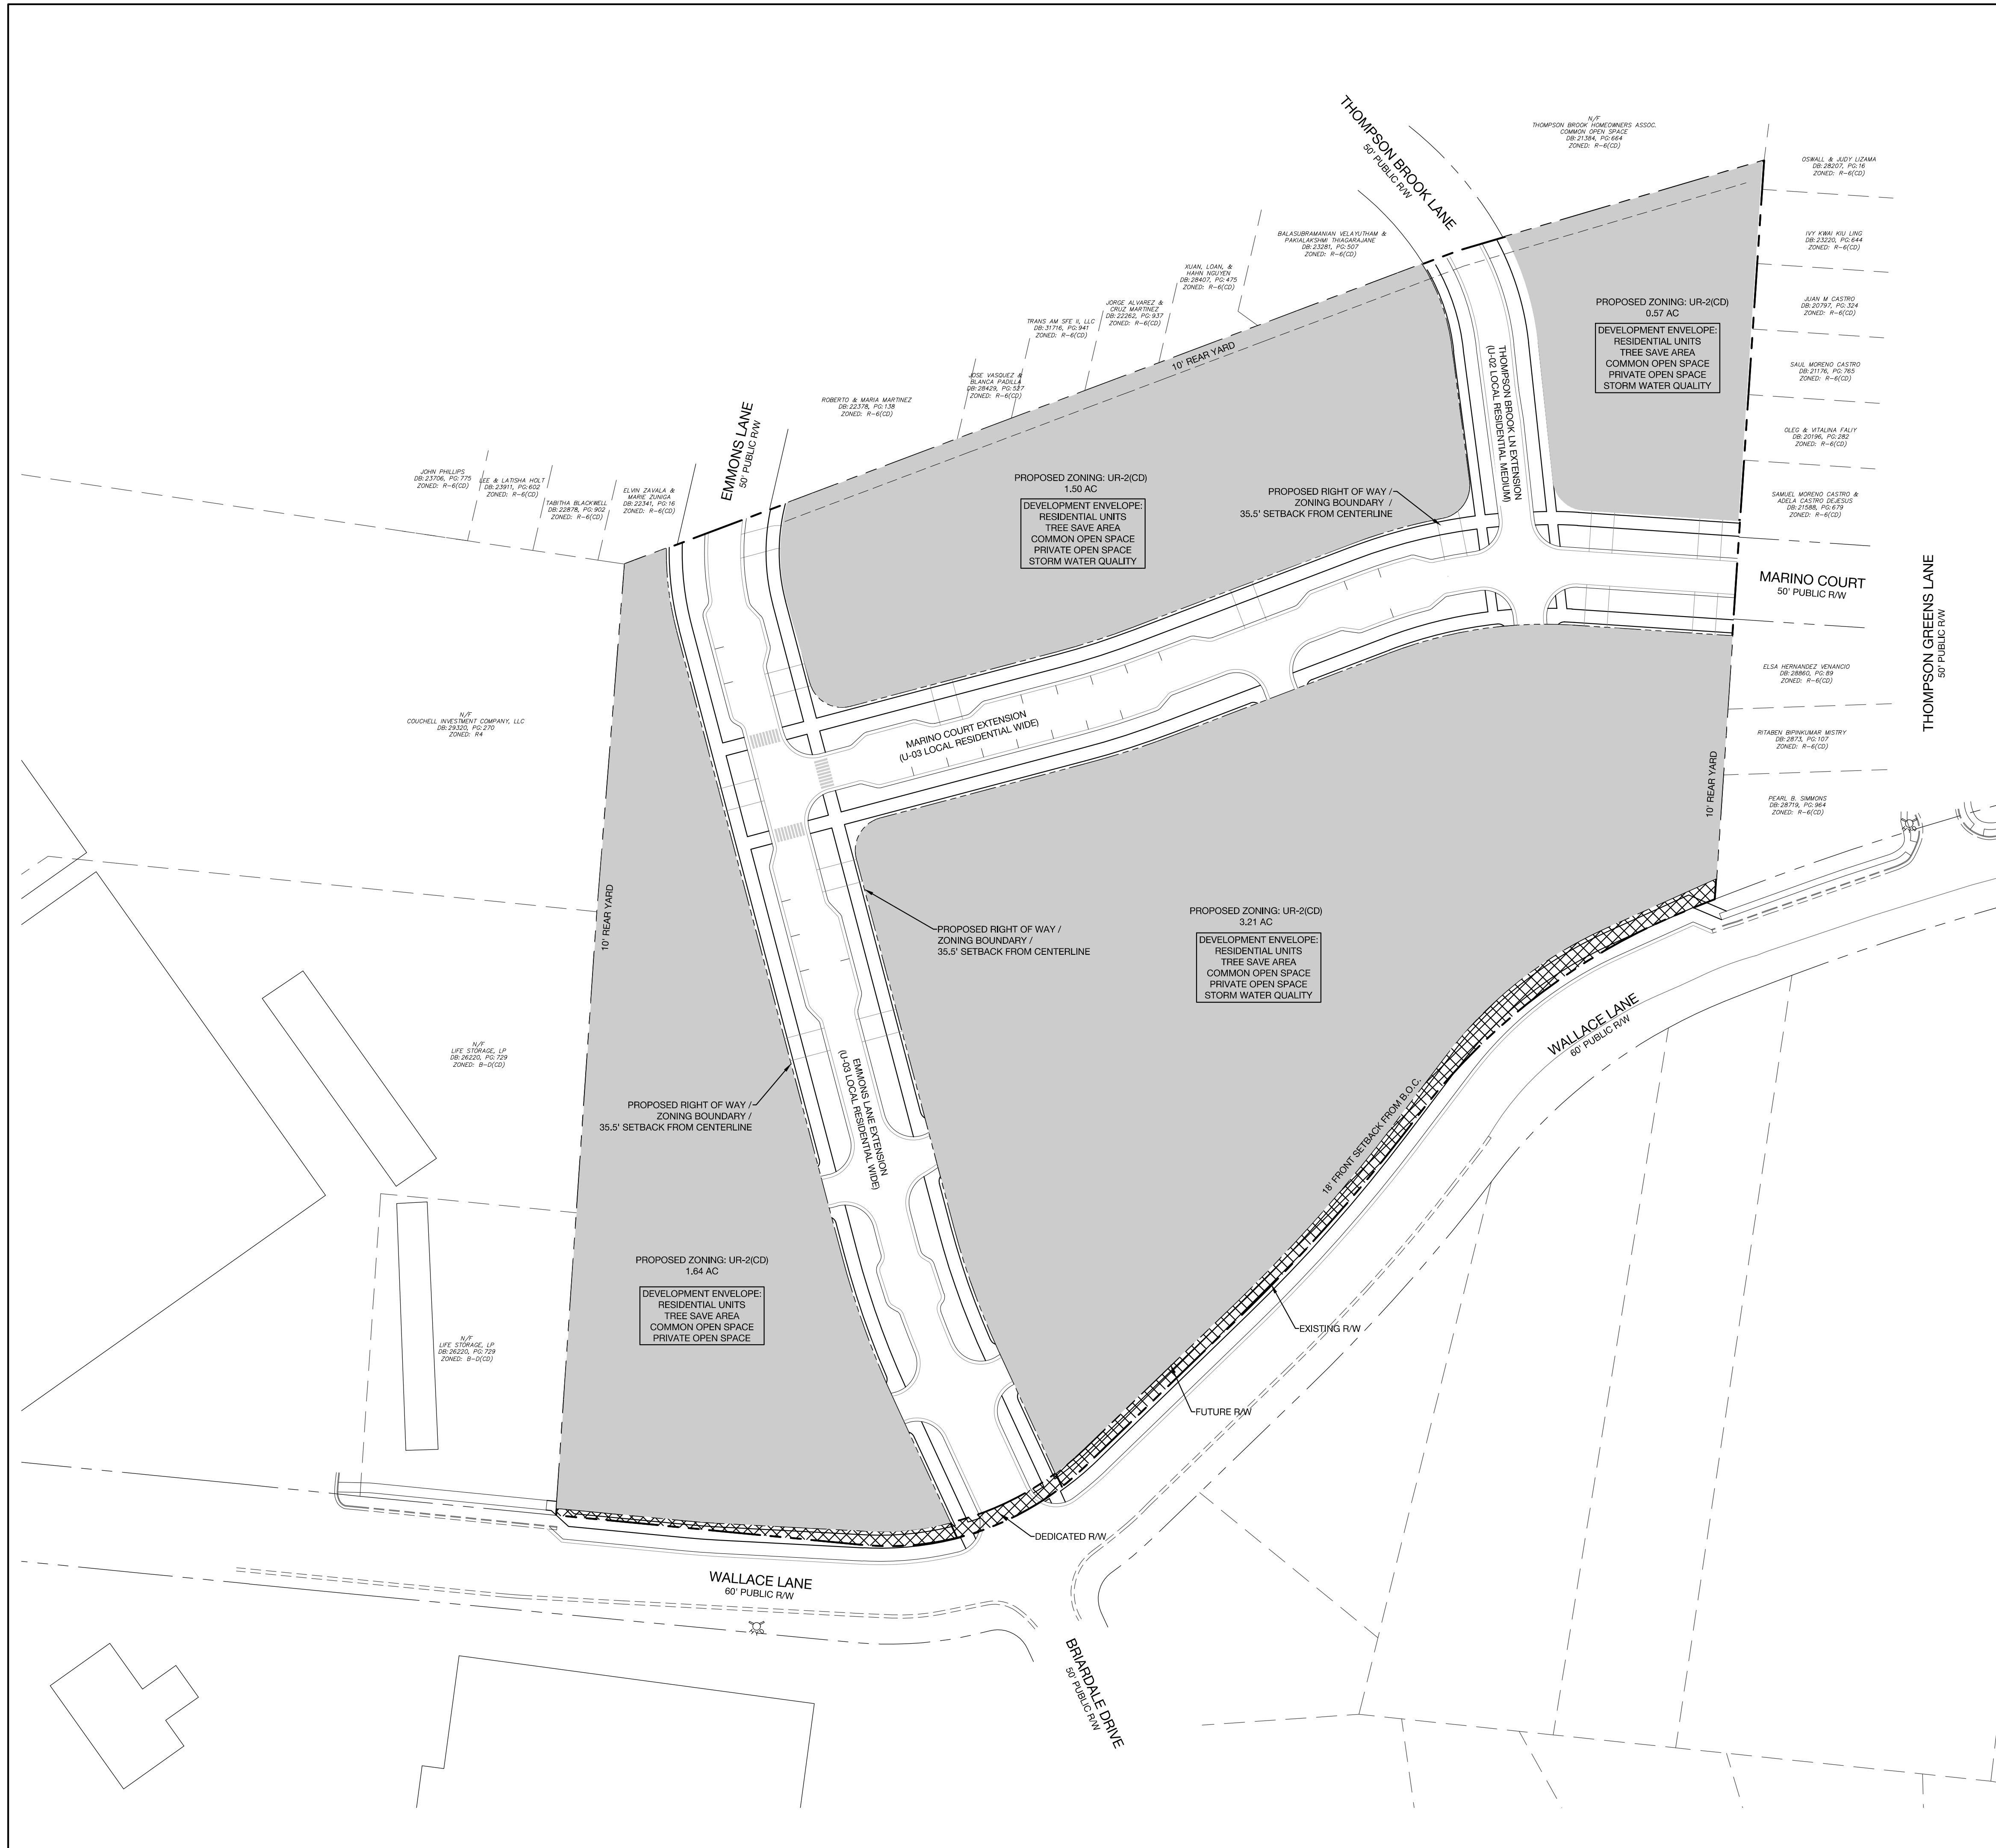 THOMPSON BROOK LANE
50' PUBLIC R/W
N/F
THOMPSON BROOK HOMEOWNERS ASSOC.
COMMON OPEN SPACE
DB: 21384, PG: 664
ZONED: R-6(CD)
OSWALL & JUDY LIZAMA
DB: 28207, PG: 16
ZONED: R-6(CD)
IVY KWAI KIU LING
DB: 23220, PG: 644
ZONED: R-6(CD)
JUAN M CASTRO
DB: 20797, PG: 324
ZONED: R-6(CD)
SAUL MORENO CASTRO
DB: 21176, PG: 765
ZONED: R-6(CD)
OLEG & VITALINA FALIY
DB: 20196, PG: 282
ZONED: R-6(CD)
SAMUEL MORENO CASTRO &
ADELA CASTRO DEJESUS
DB: 21588, PG: 679
ZONED: R-6(CD)
BALASUBRAMANIAN VELAYUTHAM &
PAKIALAKSHMI THIAGARAJANE
DB: 23281, PG: 507
ZONED: R-6(CD)
XUAN, LOAN, &
HAHN NGUYEN
DB: 28407, PG: 475
ZONED: R-6(CD)
JORGE ALVAREZ &
CRUZ MARTINEZ
DB: 22262, PG: 937
ZONED: R-6(CD)
TRANS AM SFE II, LLC
DB: 31716, PG: 941
ZONED: R-6(CD)
JOSE VASQUEZ &
BLANCA PADILLA
DB: 28429, PG: 527
ZONED: R-6(CD)
ROBERTO & MARIA MARTINEZ
DB: 22378, PG: 138
ZONED: R-6(CD)
10' REAR YARD
PROPOSED ZONING: UR-2(CD)
0.57 AC
DEVELOPMENT ENVELOPE:
RESIDENTIAL UNITS
TREE SAVE AREA
COMMON OPEN SPACE
PRIVATE OPEN SPACE
STORM WATER QUALITY
THOMPSON BROOK LN EXTENSION
(U-02 LOCAL RESIDENTIAL MEDIUM)
EMMONS LANE
50' PUBLIC R/W
JOHN PHILLIPS
DB: 23706, PG: 775
ZONED: R-6(CD)
LEE & LATISHA HOLT
DB: 23911, PG: 602
ZONED: R-6(CD)
TABITHA BLACKWELL
DB: 22878, PG: 902
ZONED: R-6(CD)
ELVIN ZAVALA &
MARIE ZUNIGA
DB: 22341, PG: 16
ZONED: R-6(CD)
PROPOSED ZONING: UR-2(CD)
1.50 AC
DEVELOPMENT ENVELOPE:
RESIDENTIAL UNITS
TREE SAVE AREA
COMMON OPEN SPACE
PRIVATE OPEN SPACE
STORM WATER QUALITY
PROPOSED RIGHT OF WAY /
ZONING BOUNDARY /
35.5' SETBACK FROM CENTERLINE
MARINO COURT
50' PUBLIC R/W
THOMPSON GREENS LANE
50' PUBLIC R/W
ELSA HERNANDEZ VENANCIO
DB: 28860, PG: 89
ZONED: R-6(CD)
RITABEN BIPINKUMAR MISTRY
DB: 2873, PG: 107
ZONED: R-6(CD)
PEARL B. SIMMONS
DB: 28719, PG: 964
ZONED: R-6(CD)
10' REAR YARD
N/F
COUCHELL INVESTMENT COMPANY, LLC
DB: 29320, PG: 270
ZONED: R4
MARINO COURT EXTENSION
(U-03 LOCAL RESIDENTIAL WIDE)
10' REAR YARD
PROPOSED RIGHT OF WAY /
ZONING BOUNDARY /
35.5' SETBACK FROM CENTERLINE
PROPOSED ZONING: UR-2(CD)
3.21 AC
DEVELOPMENT ENVELOPE:
RESIDENTIAL UNITS
TREE SAVE AREA
COMMON OPEN SPACE
PRIVATE OPEN SPACE
STORM WATER QUALITY
WALLACE LANE
60' PUBLIC R/W
N/F
LIFE STORAGE, LP
DB: 26220, PG: 729
ZONED: B-D(CD)
PROPOSED RIGHT OF WAY /
ZONING BOUNDARY /
35.5' SETBACK FROM CENTERLINE
EMMONS LANE EXTENSION
(U-03 LOCAL RESIDENTIAL WIDE)
18' FRONT SETBACK FROM B.O.C.
PROPOSED ZONING: UR-2(CD)
1.64 AC
DEVELOPMENT ENVELOPE:
RESIDENTIAL UNITS
TREE SAVE AREA
COMMON OPEN SPACE
PRIVATE OPEN SPACE
N/F
LIFE STORAGE, LP
DB: 26220, PG: 729
ZONED: B-D(CD)
EXISTING R/W
FUTURE R/W
DEDICATED R/W
WALLACE LANE
60' PUBLIC R/W
BRIARDALE DRIVE
50' PUBLIC R/W